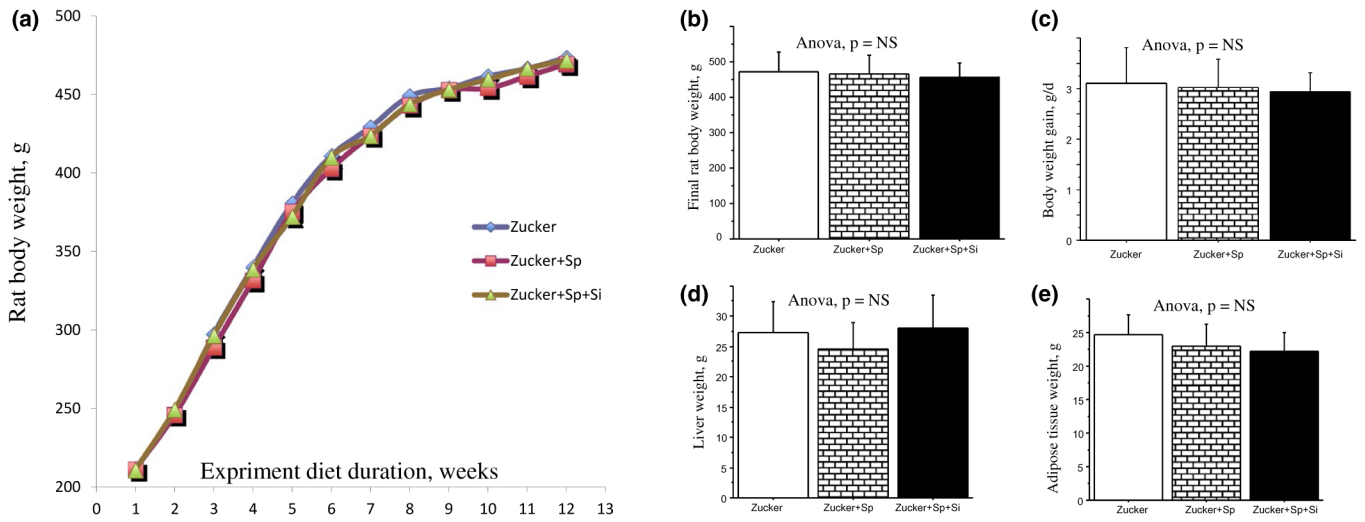 (a)
500
450
400
350
300
250
200
Rat body weight, g
Zucker
Zucker+Sp
Zucker+Sp+Si
Expriment diet duration, weeks
0 1 2 3 4 5 6 7 8 9 10 11 12 13
(b)
Anova, p = NS
Final rat body weight, g
500
450
400
300
200
100
0
Zucker Zucker+Sp Zucker+Sp+Si
(c)
Anova, p = NS
Body weight gain, g/d
3
2
1
1
0
Zucker Zucker+Sp Zucker+Sp+Si
(d)
Anova, p = NS
Liver weight, g
30
25
20
15
10
5
0
Zucker Zucker+Sp Zucker+Sp+Si
(e)
Anova, p = NS
Adipose tissue weight, g
25
20
15
10
5
0
Zucker Zucker+Sp Zucker+Sp+Si